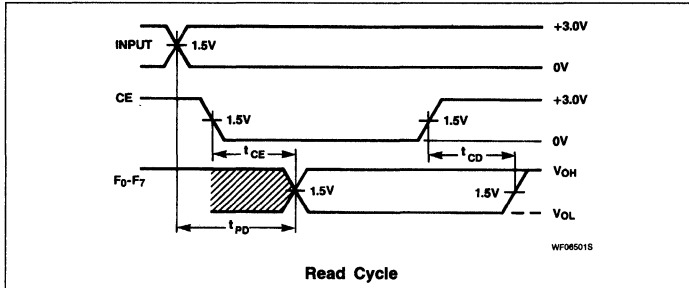 INPUT
1.5V
+3.0V
0V
CE
1.5V
1.5V
+3.0V
0V
tCE
tCD
F0-F7
1.5V
1.5V
VOH
VOL
tPD
WF06501S
Read Cycle